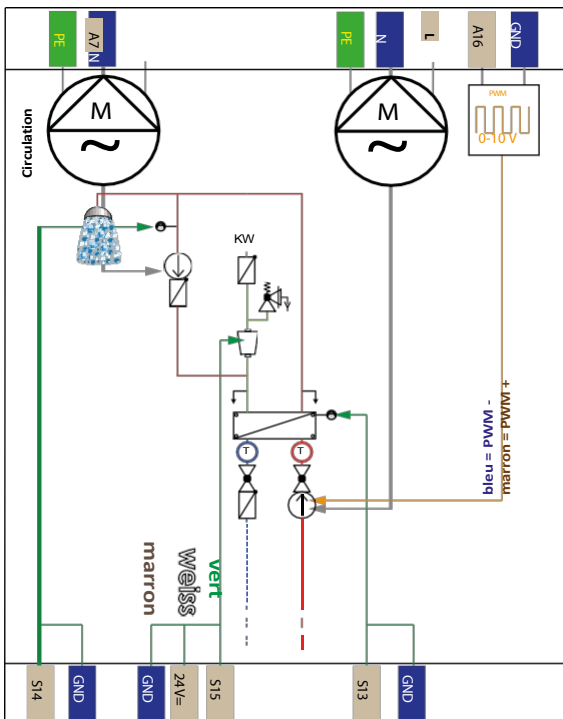 PE
A7
N
PE
N
L
A16
GND
M
~
M
~
PWM
0-10 V
Circulation
KW
T
T
bleu = PWM -
marron = PWM +
marron
weiss
vert
S14
GND
GND
24V=
S15
S13
GND